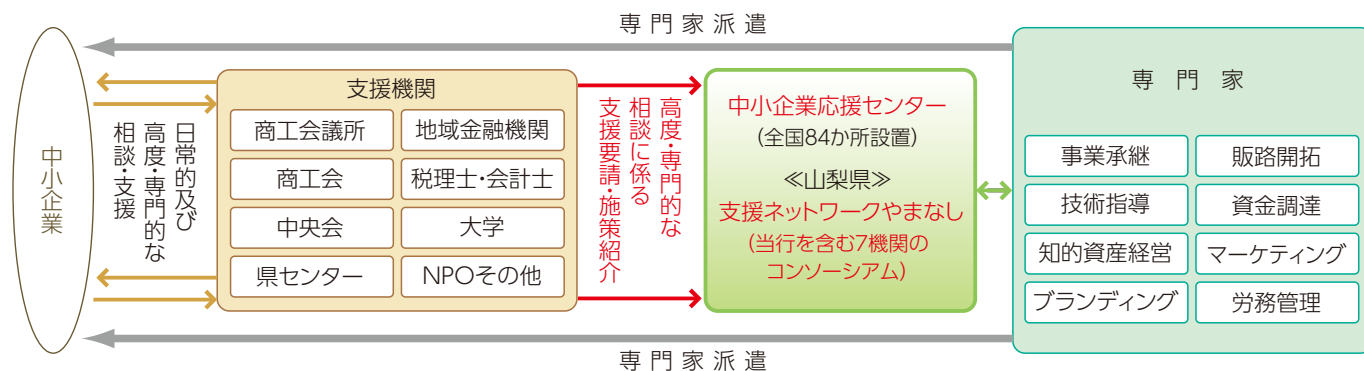 専門家派遣
中小企業
日常的及び
高度・専門的な
相談・支援
支援機関
商工会議所
地域金融機関
商工会
税理士・会計士
中央会
大学
県センター
NPOその他
高度・専門的な
相談に係る
支援要請・施策紹介
中小企業応援センター
(全国84か所設置)
≪山梨県≫
支援ネットワークやまなし
(当行を含む7機関の
コンソーシアム)
専門家
事業承継
販路開拓
技術指導
資金調達
知的資産経営
マーケティング
ブランディング
労務管理
専門家派遣